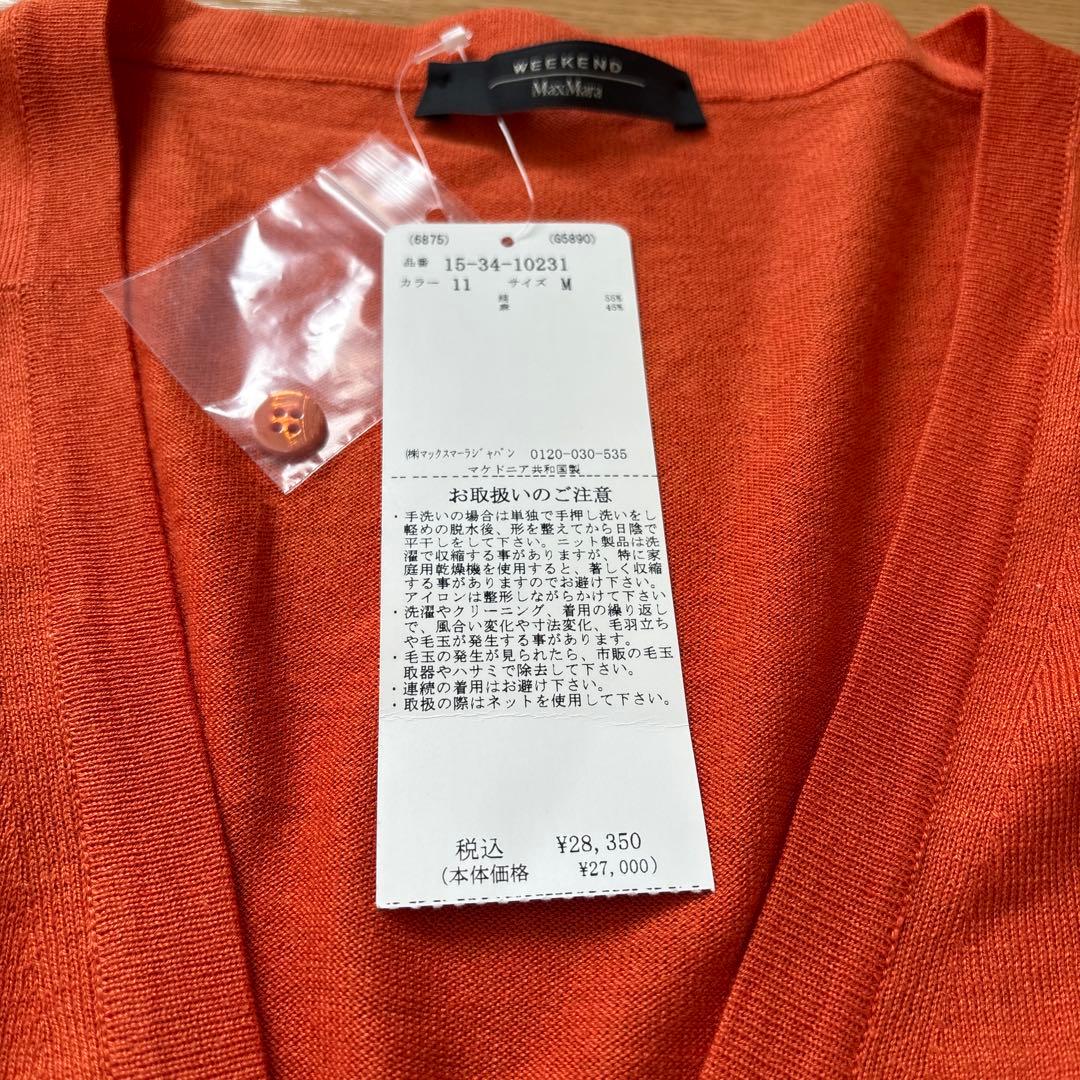 WEEKEND
MaxMara
(6875) (G5890)
品番 15-34-10231
カラー 11 サイズ M
綿 55%
麻 45%
㈱マックスマーラジャパン 0120-030-535
マケドニア共和国製
お取扱いのご注意
・手洗いの場合は単独で手押し洗いをし
軽めの脱水後、形を整えてから日陰で
平干しをして下さい。ニット製品は洗
濯で収縮する事がありますが、特に家
庭用乾燥機を使用すると、著しく収縮
する事がありますのでお避け下さい。
アイロンは整形しながらかけて下さい
・洗濯やクリーニング、着用の繰り返し
で、風合い変化や寸法変化、毛羽立ち
や毛玉が発生する事があります。
・毛玉の発生が見られたら、市販の毛玉
取器やハサミで除去して下さい。
・連続の着用はお避け下さい。
・取扱の際はネットを使用して下さい。
税込 ¥28,350
(本体価格 ¥27,000)